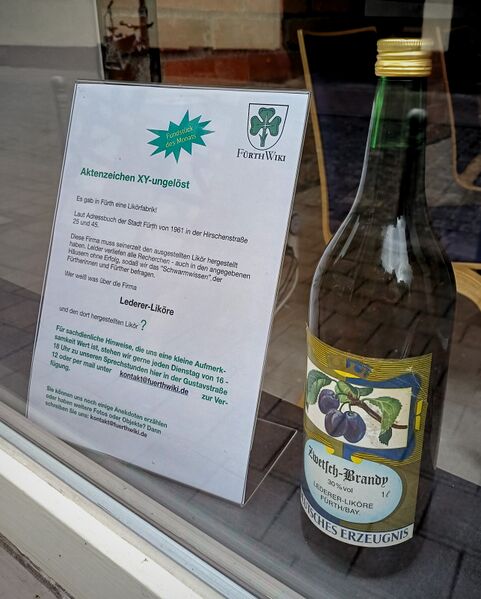 Fundstück
des Monats
FÜRTHWIKI
Aktenzeichen XY-ungelöst
Es gab in Fürth eine Likörfabrik!
Laut Adressbuch der Stadt Fürth von 1961 in der Hirschenstraße
25 und 45.
Diese Firma muss seinerzeit den ausgestellten Likör hergestellt
haben. Leider verliefen alle Recherchen - auch in den angegebenen
Häusern ohne Erfolg, sodaß wir das "Schwarmwissen" der
Fürtherinnen und Fürther befragen.
Wer weiß was über die Firma
Lederer-Liköre
und den dort hergestellten Likör ?
Für sachdienliche Hinweise, die uns eine kleine Aufmerk-
samkeit Wert ist, stehen wir gerne jeden Dienstag von 16 -
18 Uhr zu unseren Sprechstunden hier in der Gustavstraße
12 oder per mail unter kontakt@fuerthwiki.de zur Ver-
fügung.
Sie können uns noch einige Anekdoten erzählen
oder haben weitere Fotos oder Objekte? Dann
schreiben Sie uns: kontakt@fuerthwiki.de
Zwetsch-Brandy
30%vol 1l
LEDERER-LIKÖRE
FÜRTH/BAY.
TSCHES ERZEUGNIS